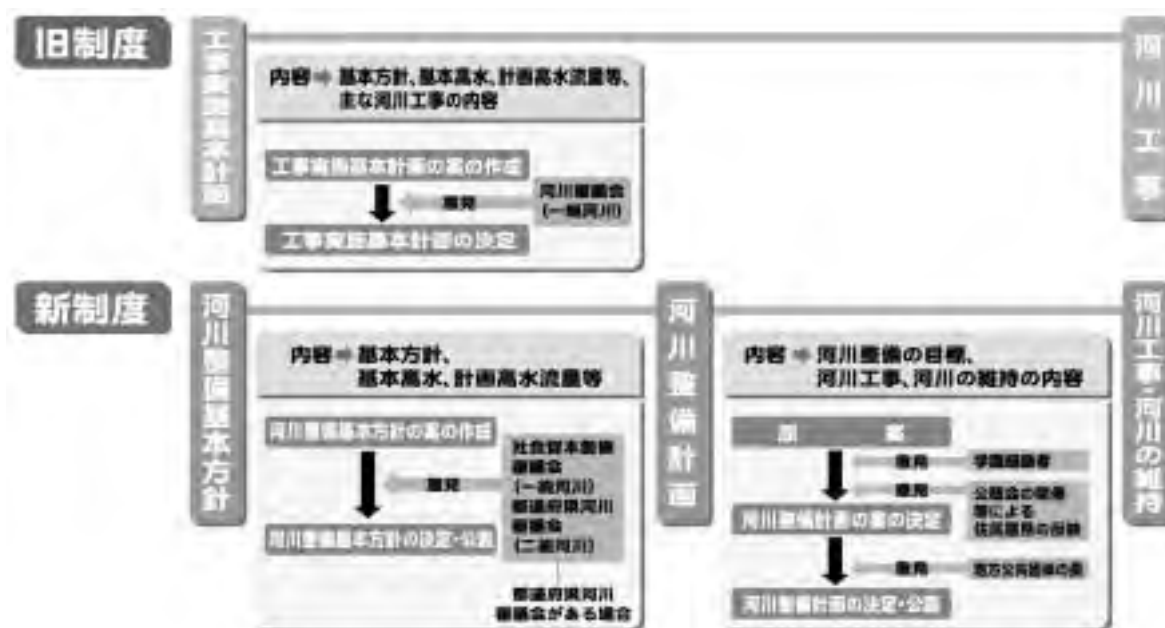 旧制度
工事実施基本計画
内容⇒基本方針、基本高水、計画高水流量等、
主な河川工事の内容
工事実施基本計画の案の作成
意見
河川審議会
(一級河川)
工事実施基本計画の決定
河川工事
新制度
河川整備基本方針
内容⇒基本方針、
基本高水、計画高水流量等
河川整備基本方針の案の作成
意見
社会資本整備
審議会
(一級河川)
都道府県河川
審議会
(二級河川)
河川整備基本方針の決定・公表
都道府県河川
審議会がある場合
河川整備計画
内容⇒河川整備の目標、
河川工事、河川の維持の内容
原案
意見
学識経験者
意見
公聴会の開催
等による
住民意見の反映
河川整備計画の案の決定
意見
地方公共団体の長
河川整備計画の決定・公表
河川工事・河川の維持